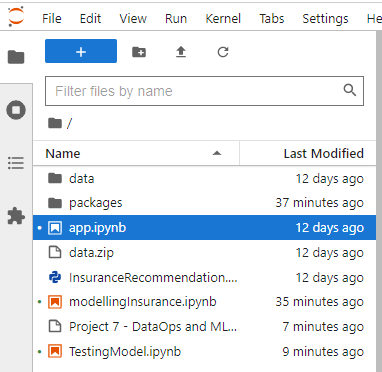 File Edit View Run Kernel Tabs Settings He
Filter files by name
/
Name Last Modified
data 12 days ago
packages 37 minutes ago
app.ipynb 12 days ago
data.zip 12 days ago
InsuranceRecommendation.... 12 days ago
modellingInsurance.ipynb 35 minutes ago
Project 7 - DataOps and ML... 7 minutes ago
TestingModel.ipynb 9 minutes ago